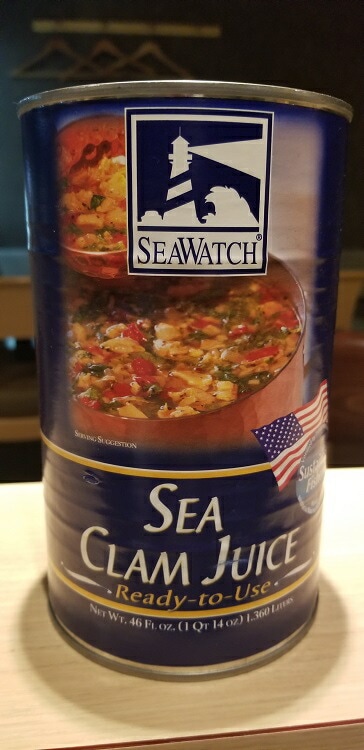 SEAWATCH®
SERVING SUGGESTION
SEA
CLAM JUICE
Ready-to-Use
NET WT. 46 FL OZ. (1 QT 14 OZ) 1.360 LITERS